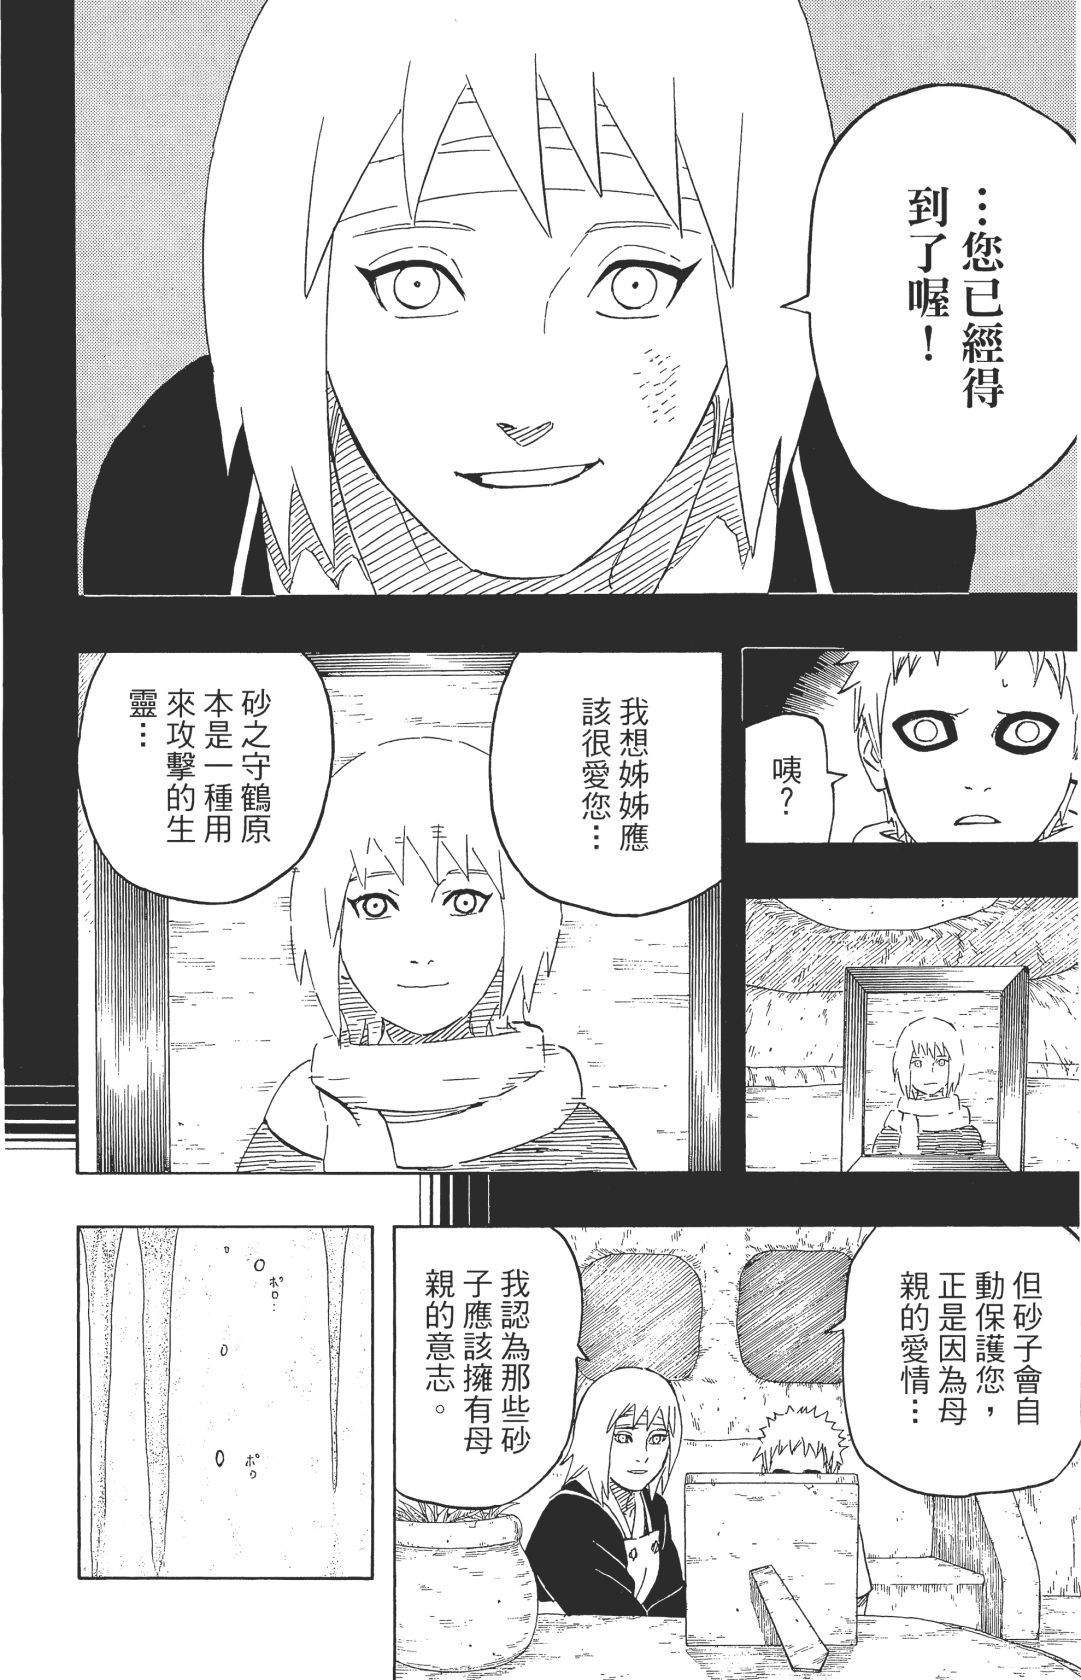 …您已經得
到了喔！
咦？
我想姊姊應
該很愛您…
砂之守鶴原
本是一種用
來攻擊的生
靈…
但砂子會自
動保護您，
正是因為母
親的愛情…
我認為那些砂
子應該擁有母
親的意志。
ポロ…
ポロ